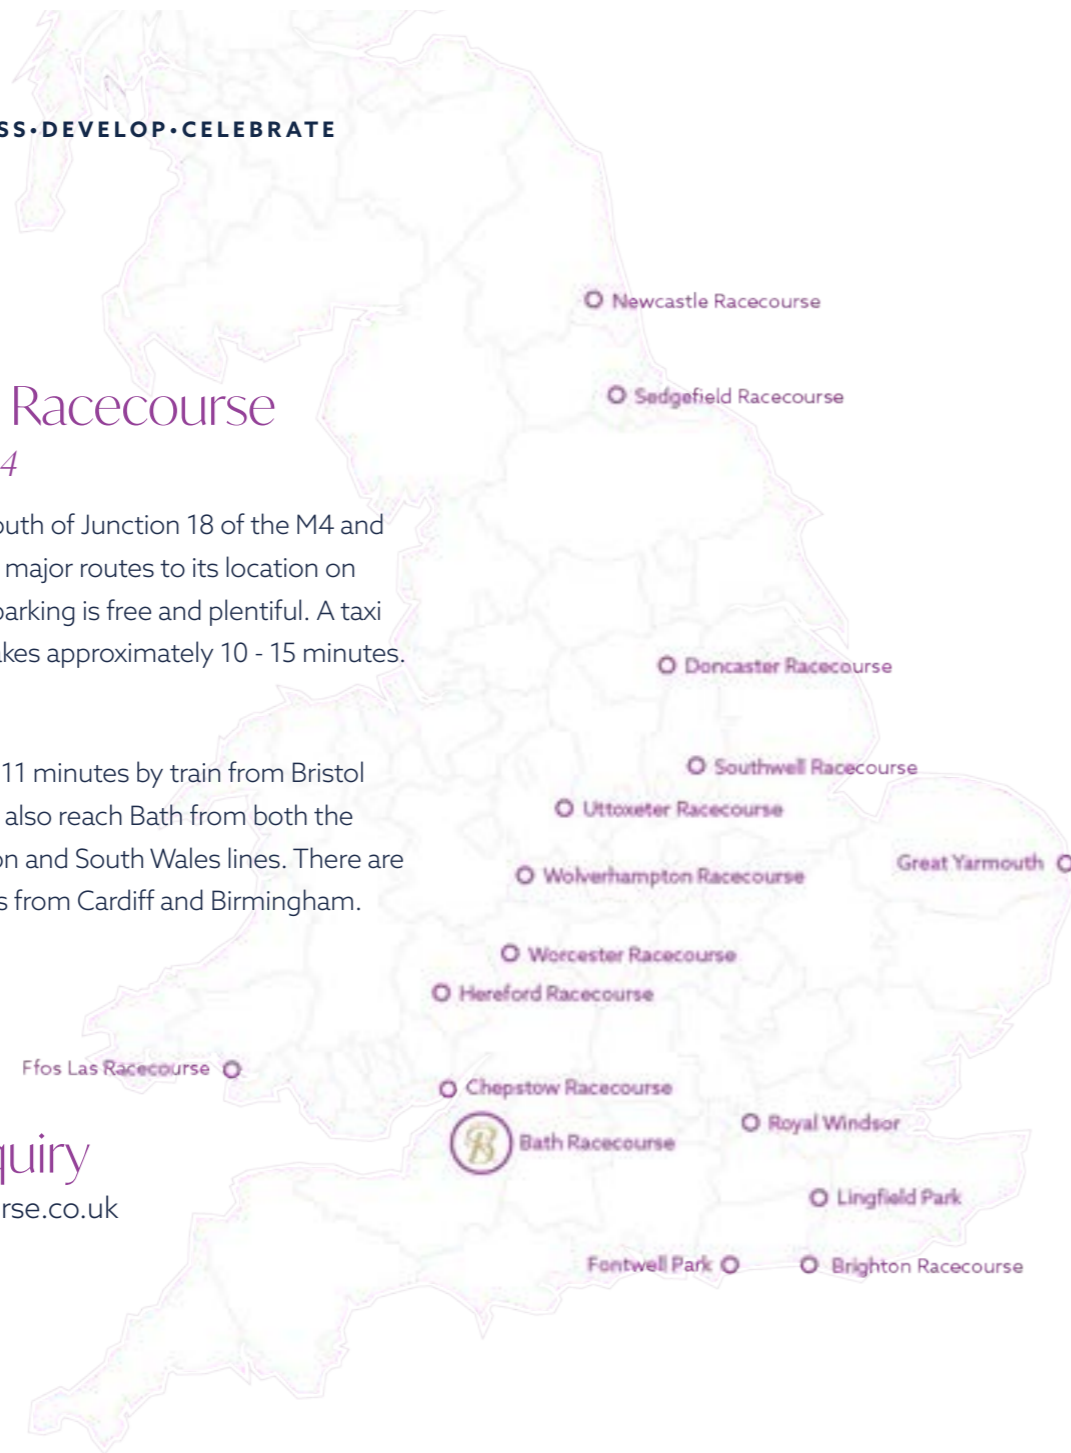 SS•DEVELOP•CELEBRATE
Newcastle Racecourse
Sedgefield Racecourse
Racecourse
4
outh of Junction 18 of the M4 and
major routes to its location on
parking is free and plentiful. A taxi
akes approximately 10 - 15 minutes.
Doncaster Racecourse
Southwell Racecourse
11 minutes by train from Bristol
also reach Bath from both the
on and South Wales lines. There are
s from Cardiff and Birmingham.
Uttoxeter Racecourse
Great Yarmouth
Wolverhampton Racecourse
Worcester Racecourse
Hereford Racecourse
Ffos Las Racecourse
Chepstow Racecourse
Royal Windsor
B
Bath Racecourse
quiry
rse.co.uk
Lingfield Park
Fontwell Park
Brighton Racecourse